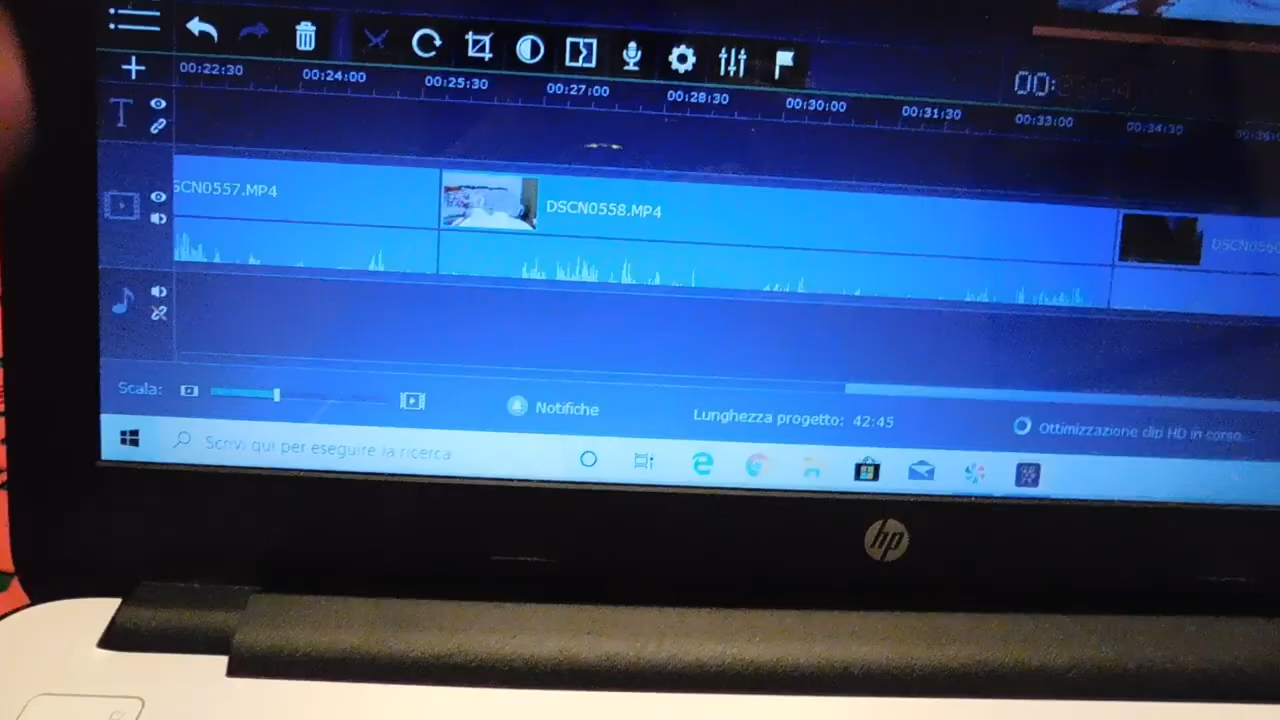 00:
00:22:30 00:24:00 00:25:30 00:27:00 00:28:30 00:30:00 00:31:30 00:33:00 00:34:30
T
SCN0557.MP4
DSCN0558.MP4
Scala:
Notifiche
Lunghezza progetto: 42:45
Ottimizzazione clip HD in corso...
Scrivi qui per eseguire la ricerca
hp